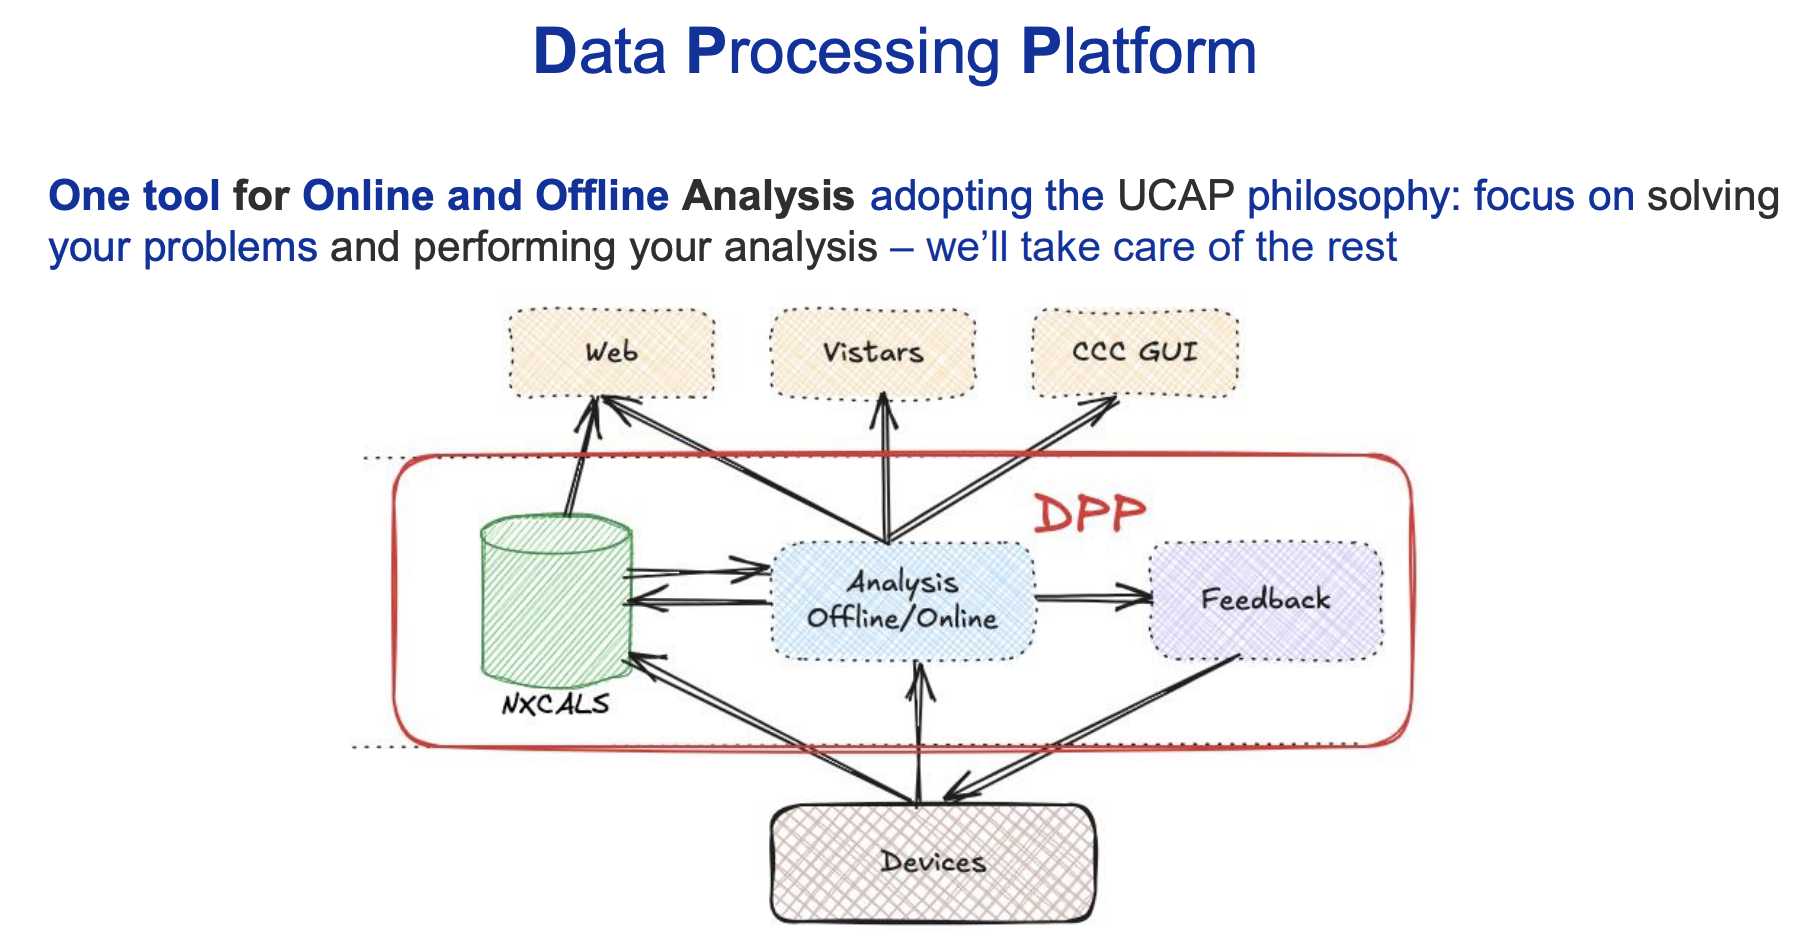 Data Processing Platform
One tool for Online and Offline Analysis adopting the UCAP philosophy: focus on solving
your problems and performing your analysis – we’ll take care of the rest
Web
Vistars
CCC GUI
DPP
Analysis
Offline/Online
Feedback
NXCALS
Devices